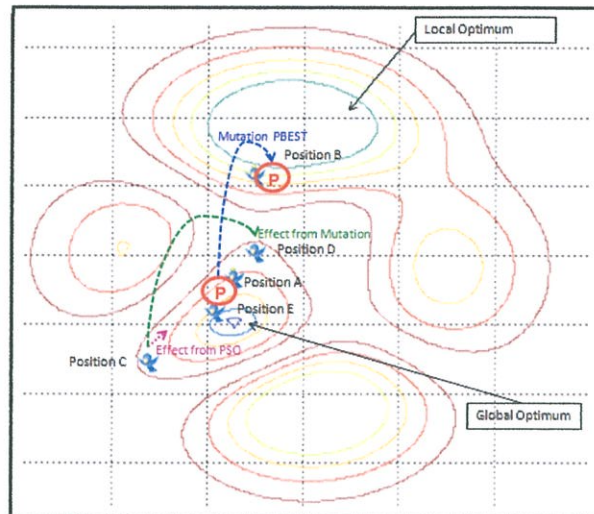 Local Optimum
Mutation PBEST
Position B
P
Effect from Mutation
Position D
P
Position A
Position E
Effect from PSO
Position C
Global Optimum